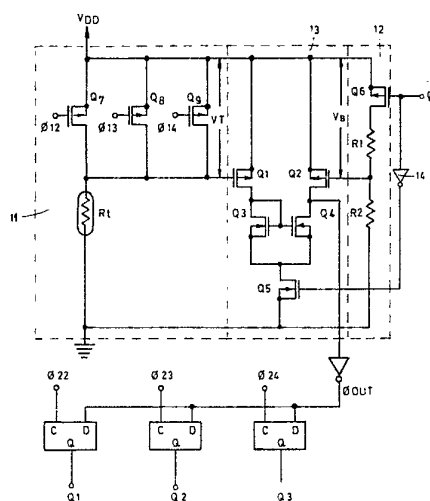 VDD
13
12
Q7
Q8
Q9
Q6
Ø12
Ø13
Ø14
VT
VB
R1
Q1
Q2
14
11
Rt
Q3
Q4
R2
Q5
Ø22
Ø23
Ø24
ØOUT
C D
C D
C D
Q
Q
Q
Q1
Q2
Q3